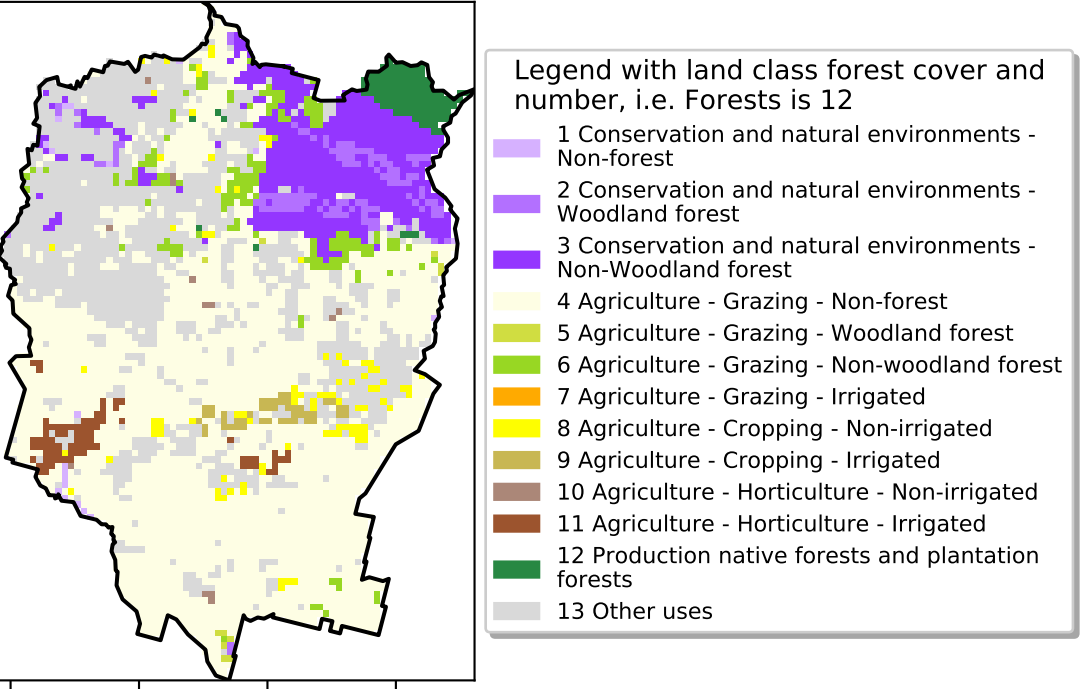 Legend with land class forest cover and
number, i.e. Forests is 12
1 Conservation and natural environments -
Non-forest
2 Conservation and natural environments -
Woodland forest
3 Conservation and natural environments -
Non-Woodland forest
4 Agriculture - Grazing - Non-forest
5 Agriculture - Grazing - Woodland forest
6 Agriculture - Grazing - Non-woodland forest
7 Agriculture - Grazing - Irrigated
8 Agriculture - Cropping - Non-irrigated
9 Agriculture - Cropping - Irrigated
10 Agriculture - Horticulture - Non-irrigated
11 Agriculture - Horticulture - Irrigated
12 Production native forests and plantation
forests
13 Other uses